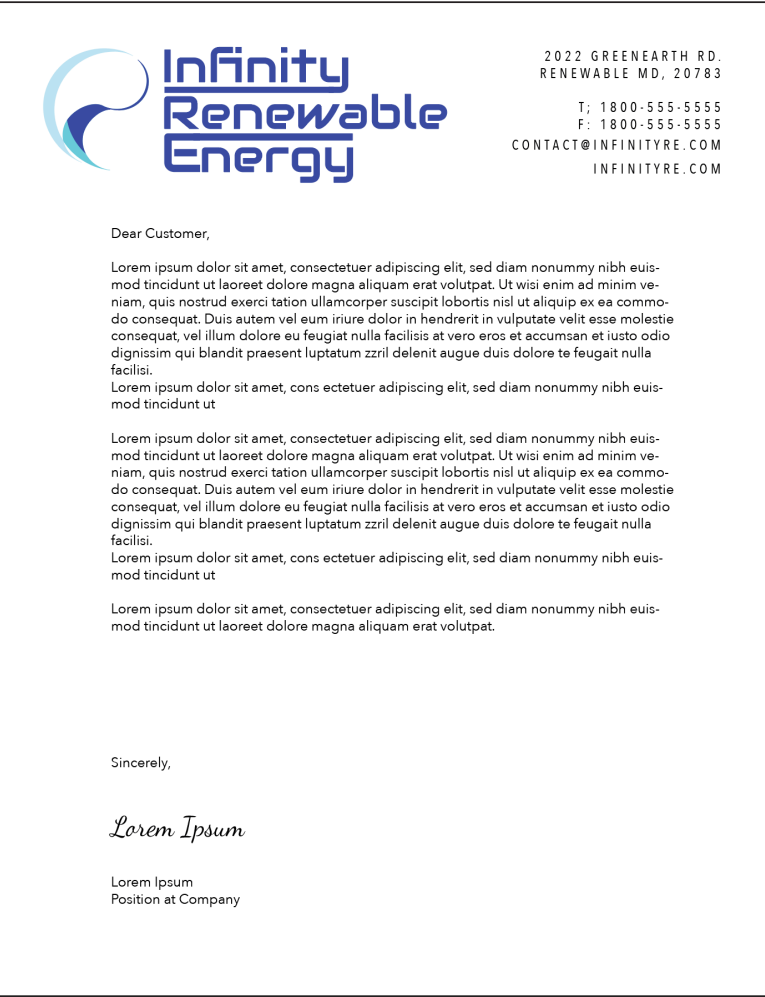 Infinity
Renewable
Energy
2022 GREENEARTH RD.
RENEWABLE MD, 20783
T; 1800-555-5555
F: 1800-555-5555
CONTACT@INFINITYRE.COM
INFINITYRE.COM
Dear Customer,
Lorem ipsum dolor sit amet, consectetuer adipiscing elit, sed diam nonummy nibh euis-
mod tincidunt ut laoreet dolore magna aliquam erat volutpat. Ut wisi enim ad minim ve-
niam, quis nostrud exerci tation ullamcorper suscipit lobortis nisl ut aliquip ex ea commo-
do consequat. Duis autem vel eum iriure dolor in hendrerit in vulputate velit esse molestie
consequat, vel illum dolore eu feugiat nulla facilisis at vero eros et accumsan et iusto odio
dignissim qui blandit praesent luptatum zzril delenit augue duis dolore te feugait nulla
facilisi.
Lorem ipsum dolor sit amet, cons ectetuer adipiscing elit, sed diam nonummy nibh euis-
mod tincidunt ut
Lorem ipsum dolor sit amet, consectetuer adipiscing elit, sed diam nonummy nibh euis-
mod tincidunt ut laoreet dolore magna aliquam erat volutpat. Ut wisi enim ad minim ve-
niam, quis nostrud exerci tation ullamcorper suscipit lobortis nisl ut aliquip ex ea commo-
do consequat. Duis autem vel eum iriure dolor in hendrerit in vulputate velit esse molestie
consequat, vel illum dolore eu feugiat nulla facilisis at vero eros et accumsan et iusto odio
dignissim qui blandit praesent luptatum zzril delenit augue duis dolore te feugait nulla
facilisi.
Lorem ipsum dolor sit amet, cons ectetuer adipiscing elit, sed diam nonummy nibh euis-
mod tincidunt ut
Lorem ipsum dolor sit amet, consectetuer adipiscing elit, sed diam nonummy nibh euis-
mod tincidunt ut laoreet dolore magna aliquam erat volutpat.
Sincerely,
Lorem Ipsum
Lorem Ipsum
Position at Company